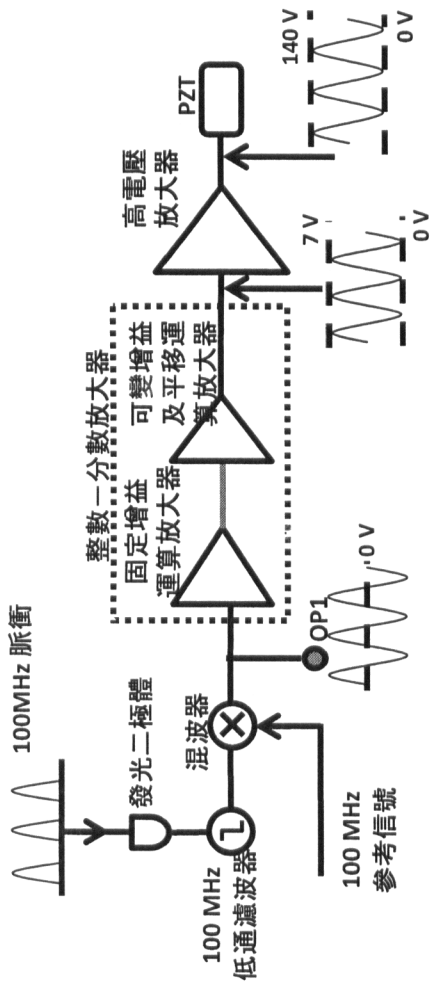 100MHz 脈衝
發光二極體
100 MHz
低通濾波器
混波器
100 MHz
參考信號
OP1
0 V
整數－分數放大器
固定增益
運算放大器
可變增益
及平移運
算放大器
7 V
0 V
高電壓
放大器
PZT
140 V
0 V